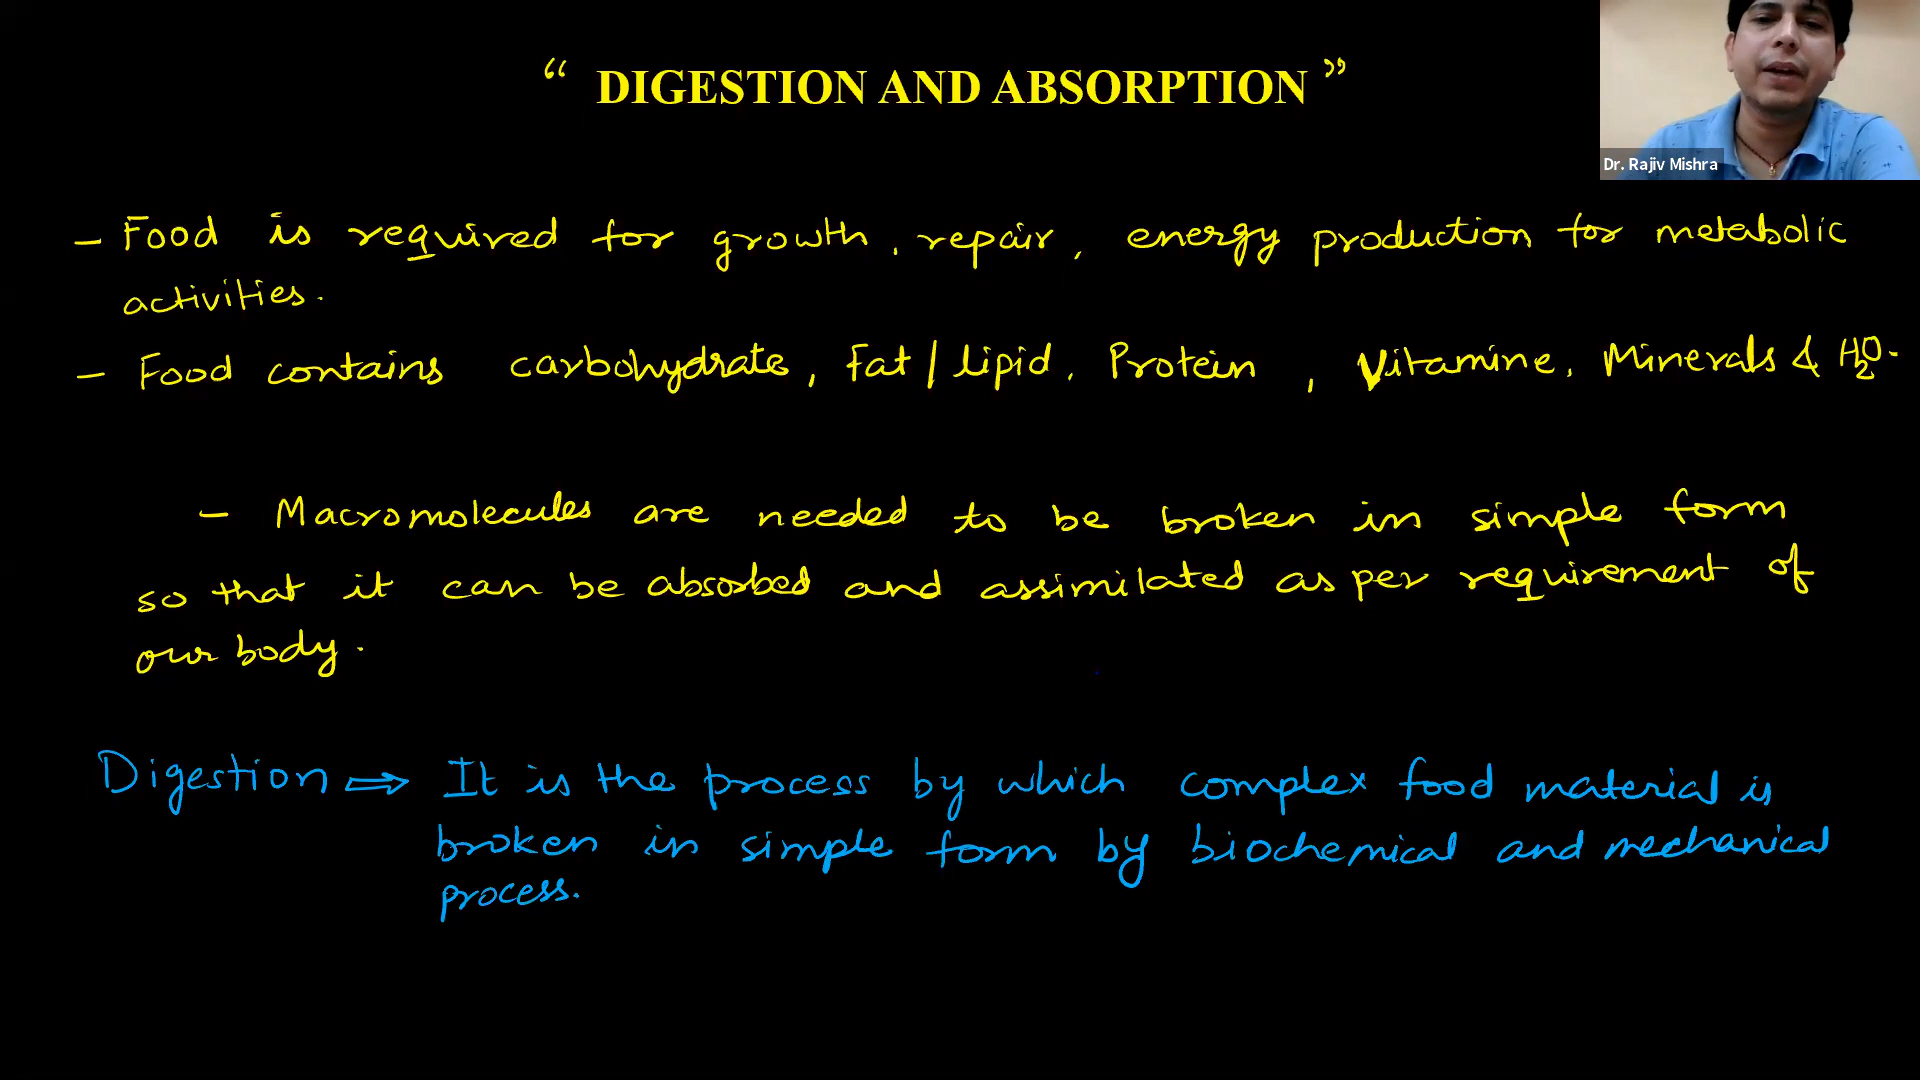 “ DIGESTION AND ABSORPTION ”
Dr. Rajiv Mishra
- Food is required for growth, repair, energy production for metabolic
activities.
- Food contains carbohydrate, Fat/lipid, Protein, Vitamine, Minerals & H₂O.
- Macromolecules are needed to be broken in simple form
so that it can be absorbed and assimilated as per requirement of
our body.
Digestion ⇒ It is the process by which complex food material is
broken in simple form by biochemical and mechanical
process.